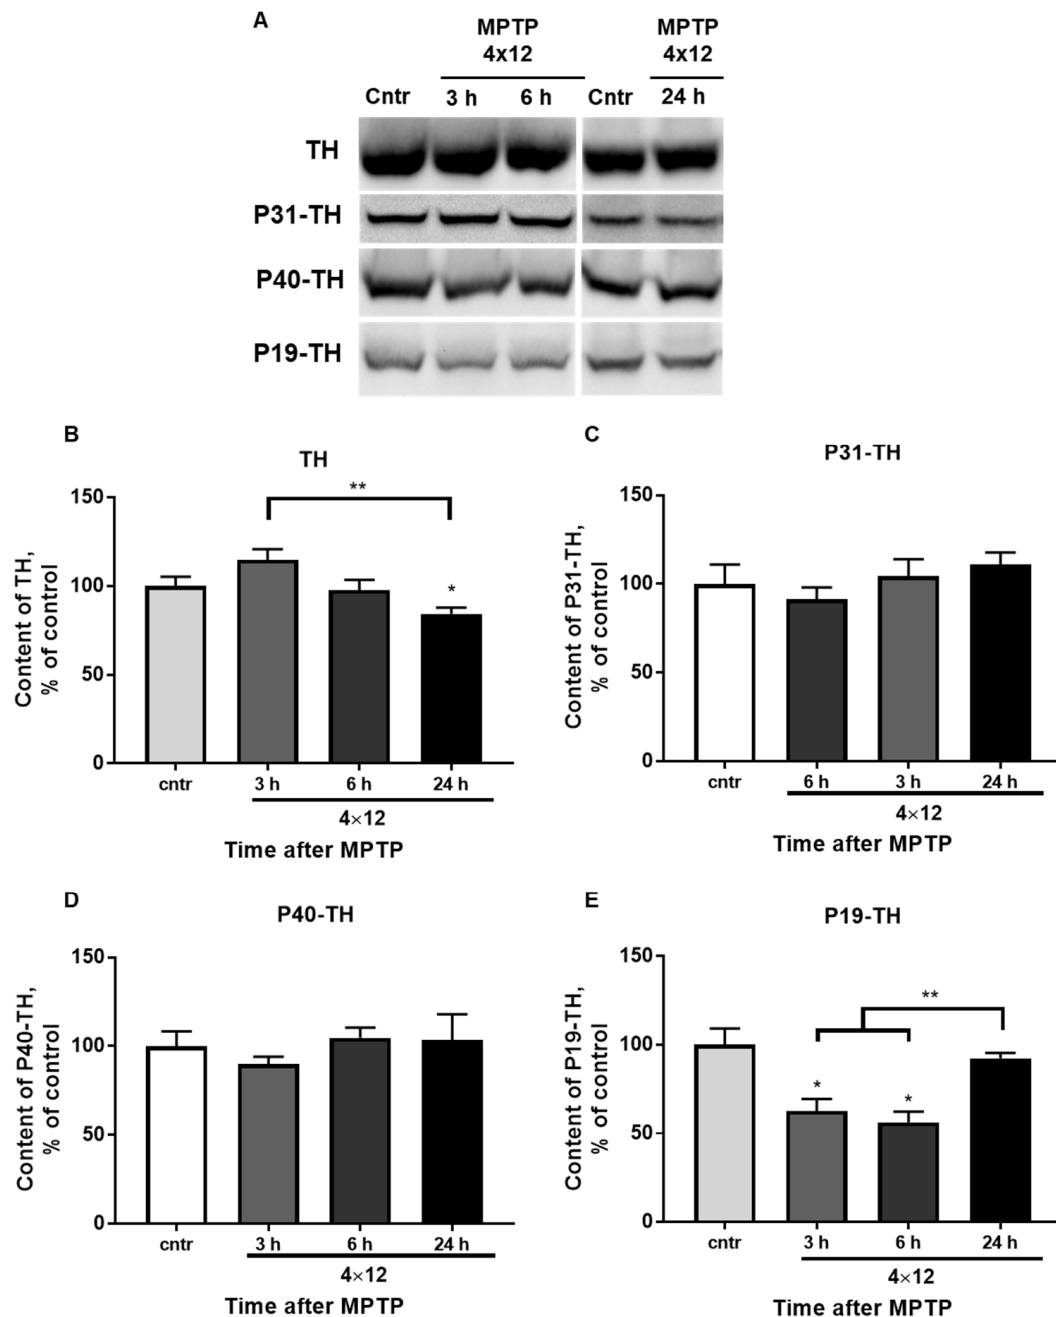 A
MPTP
4x12
MPTP
4x12
Cntr
3 h
6 h
Cntr
24 h
TH
P31-TH
P40-TH
P19-TH
B
TH
Content of TH,
% of control
150
100
50
0
**
*
cntr
3 h
6 h
24 h
4×12
Time after MPTP
C
P31-TH
Content of P31-TH,
% of control
150
100
50
0
cntr
6 h
3 h
24 h
4×12
Time after MPTP
D
P40-TH
Content of P40-TH,
% of control
150
100
50
0
cntr
3 h
6 h
24 h
4×12
Time after MPTP
E
P19-TH
Content of P19-TH,
% of control
150
100
50
0
**
*
*
cntr
3 h
6 h
24 h
4×12
Time after MPTP